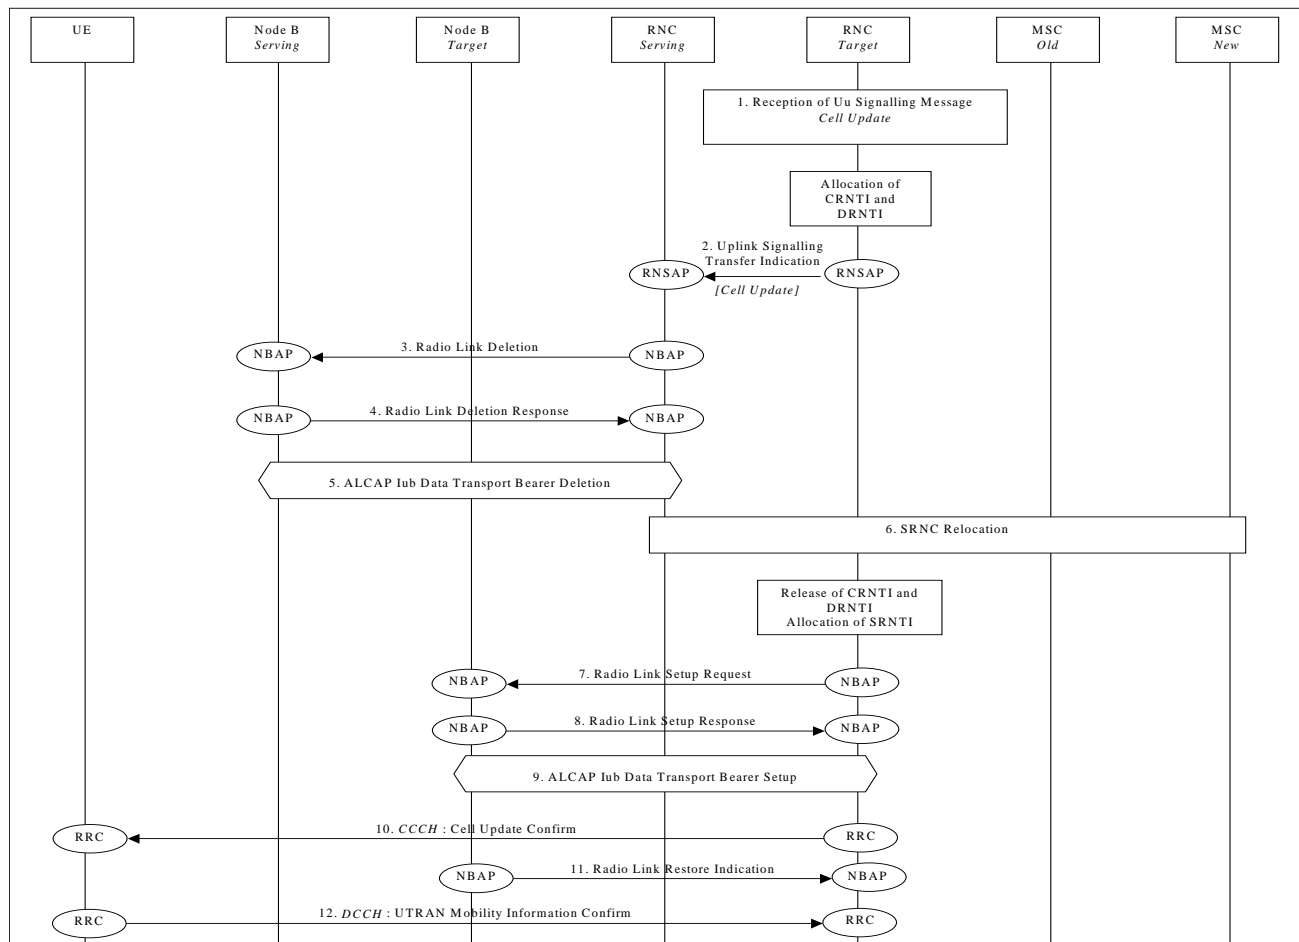 UE
Node B
Serving
Node B
Target
RNC
Serving
RNC
Target
MSC
Old
MSC
New
1. Reception of Uu Signalling Message
Cell Update
Allocation of
CRNTI and
DRNTI
2. Uplink Signalling
Transfer Indication
RNSAP
RNSAP
[Cell Update]
3. Radio Link Deletion
NBAP
NBAP
4. Radio Link Deletion Response
NBAP
NBAP
5. ALCAP Iub Data Transport Bearer Deletion
6. SRNC Relocation
Release of CRNTI and
DRNTI
Allocation of SRNTI
7. Radio Link Setup Request
NBAP
NBAP
8. Radio Link Setup Response
NBAP
NBAP
9. ALCAP Iub Data Transport Bearer Setup
10. CCCH : Cell Update Confirm
RRC
RRC
11. Radio Link Restore Indication
NBAP
NBAP
12. DCCH : UTRAN Mobility Information Confirm
RRC
RRC